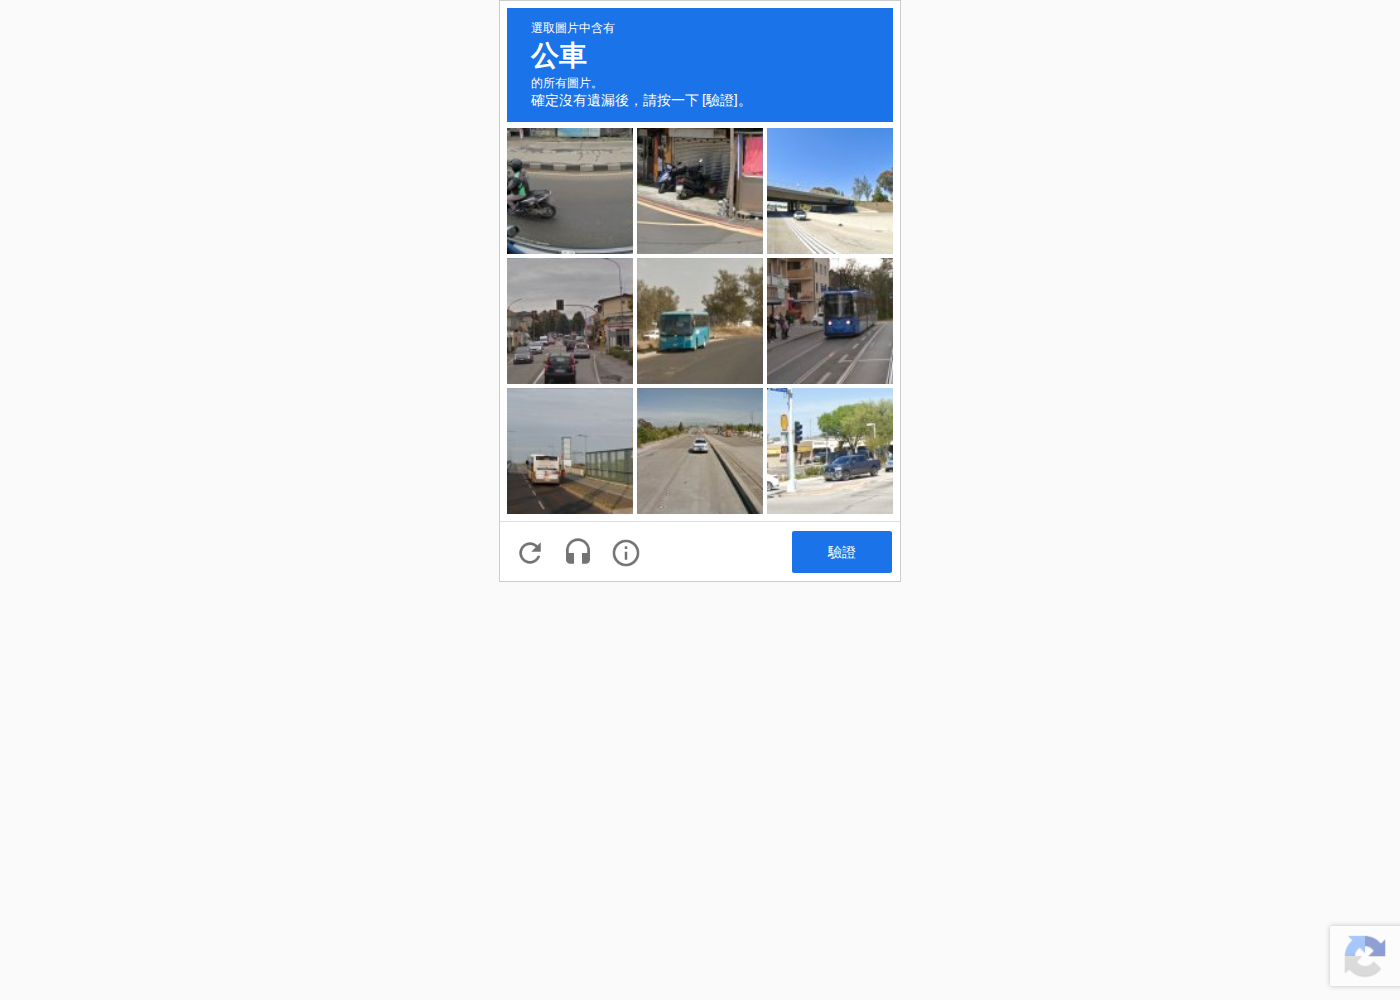 選取圖片中含有
公車
的所有圖片。
確定沒有遺漏後，請按一下 [驗證]。
驗證